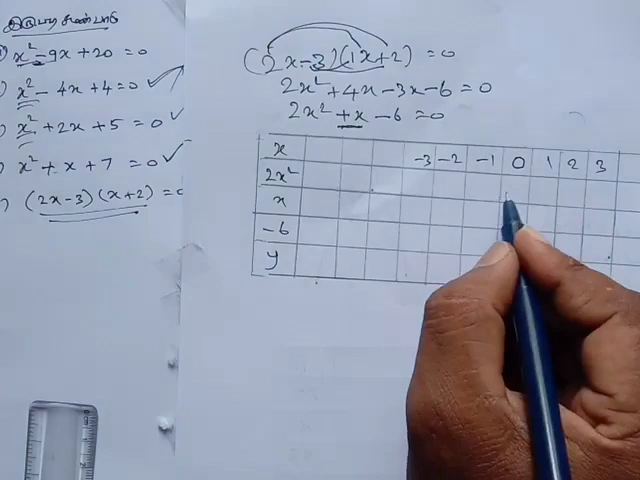 x² - 9x + 20 = 0
x² - 4x + 4 = 0
x² + 2x + 5 = 0
x² + x + 7 = 0
(2x-3)(x+2) = 0
(2x-3)(1x+2) = 0
2x² + 4x - 3x - 6 = 0
2x² + x - 6 = 0
x -3 -2 -1 0 1 2 3
2x²
x
-6
y